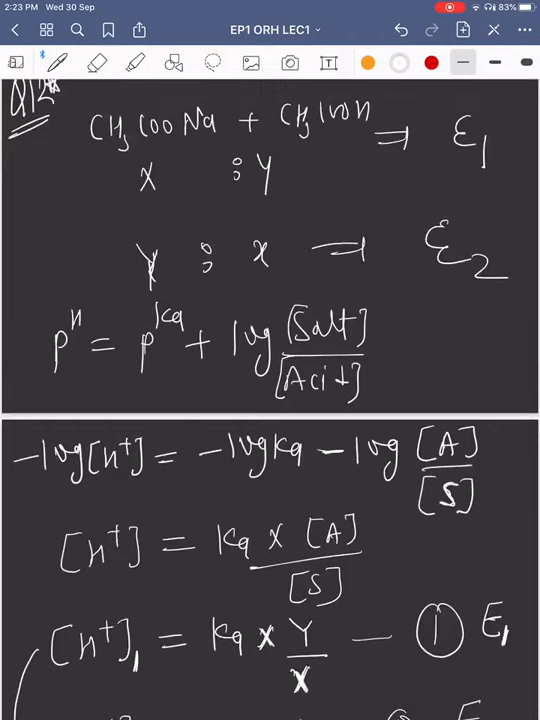 2:23 PM Wed 30 Sep 83%
EP1 ORH LEC1
Q12
CH3COONa + CH3COOH ⇒ E1
X : Y
Y : X ⇒ E2
pH = pKa + log [Salt]/[Acid]
-log[H+] = -log Ka - log [A]/[S]
[H+] = Ka × [A]/[S]
[H+]1 = Ka × Y/X — ① E1